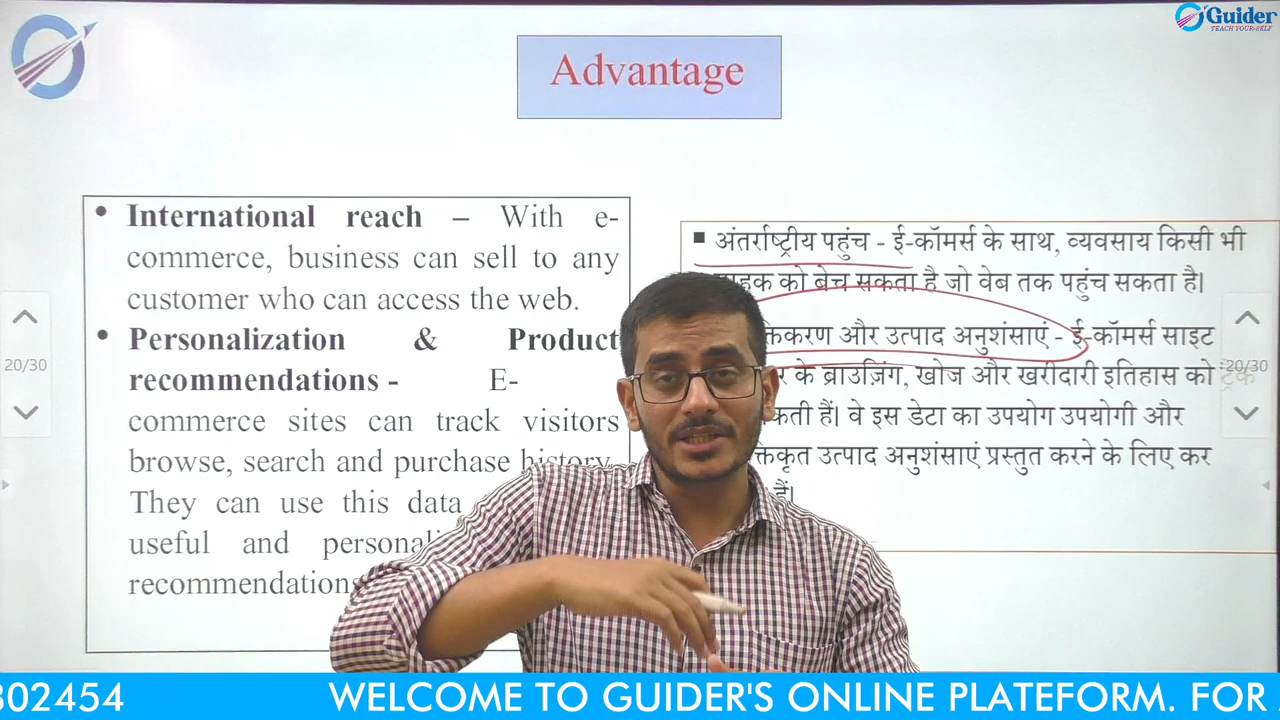 Guider
TEACH YOUR-SELF
Advantage
• International reach – With e-
commerce, business can sell to any
customer who can access the web.
• Personalization & Product
recommendations - E-
commerce sites can track visitors
browse, search and purchase history.
They can use this data
useful and
recommendations
▪ अंतर्राष्ट्रीय पहुंच - ई-कॉमर्स के साथ, व्यवसाय किसी भी
को बेच सकता है जो वेब तक पहुंच सकता है।
और उत्पाद अनुशंसाएं - ई-कॉमर्स साइट
के ब्राउज़िंग, खोज और खरीदारी इतिहास को ट्रैक
हैं। वे इस डेटा का उपयोग उपयोगी और
उत्पाद अनुशंसाएं प्रस्तुत करने के लिए कर
हैं।
20/30
20/30
302454 WELCOME TO GUIDER'S ONLINE PLATEFORM. FOR